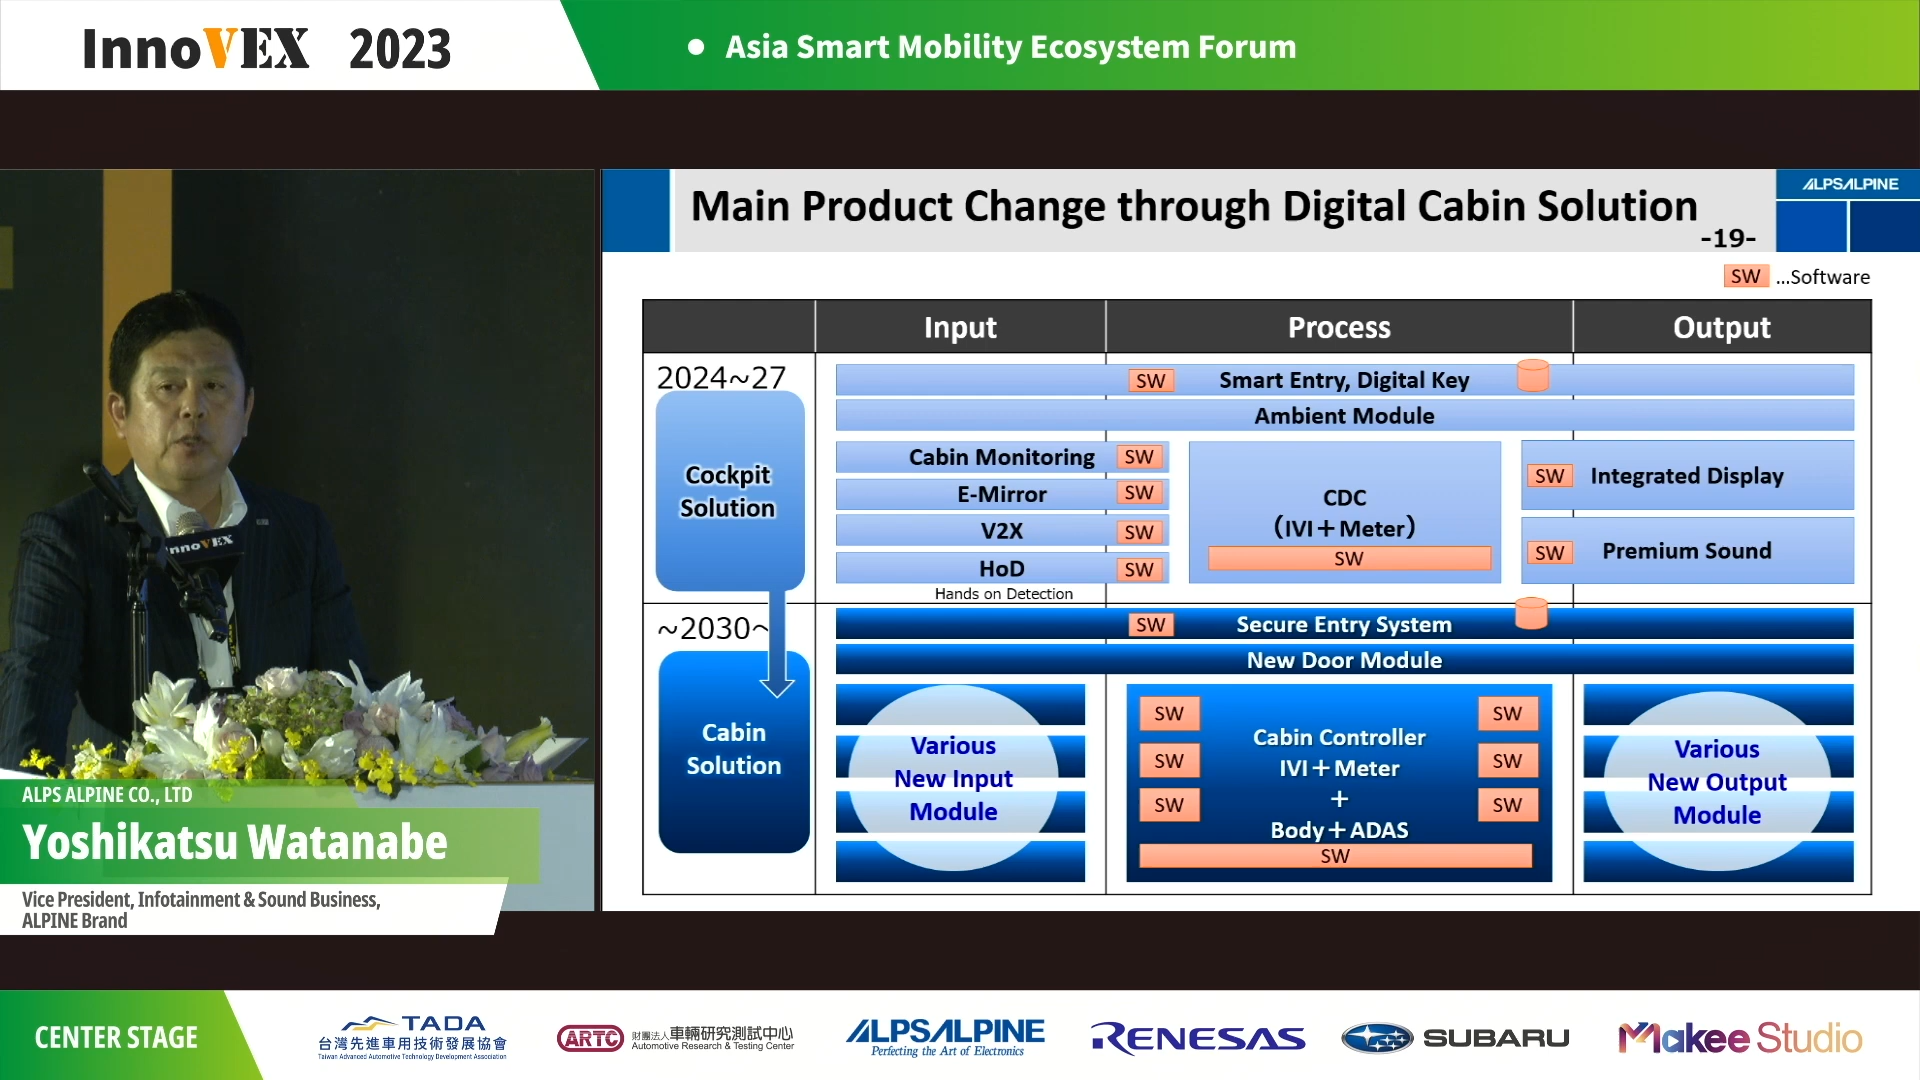 InnoVEX 2023
Asia Smart Mobility Ecosystem Forum
Main Product Change through Digital Cabin Solution
-19-
ALPSALPINE
SW ...Software
Input Process Output
2024~27
Cockpit
Solution
SW Smart Entry, Digital Key
Ambient Module
Cabin Monitoring SW
E-Mirror SW
V2X SW
HoD SW
Hands on Detection
CDC
(IVI+Meter)
SW
SW Integrated Display
SW Premium Sound
~2030~
Cabin
Solution
SW Secure Entry System
New Door Module
Various
New Input
Module
SW SW
SW SW
SW SW
Cabin Controller
IVI+Meter
+
Body+ADAS
SW
Various
New Output
Module
InnoVEX
ALPS ALPINE CO., LTD
Yoshikatsu Watanabe
Vice President, Infotainment & Sound Business,
ALPINE Brand
CENTER STAGE
TADA
台灣先進車用技術發展協會
Taiwan Advanced Automotive Technology Development Association
ARTC 財團法人車輛研究測試中心
Automotive Research & Testing Center
ALPSALPINE
Perfecting the Art of Electronics
RENESAS
SUBARU
Makee Studio